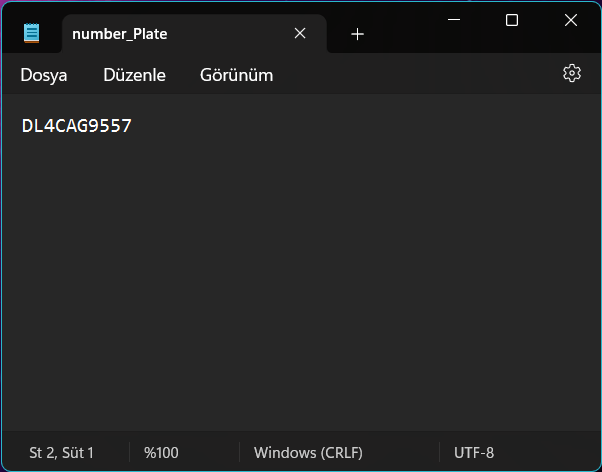 number_Plate
Dosya Düzenle Görünüm
DL4CAG9557
St 2, Süt 1 %100 Windows (CRLF) UTF-8